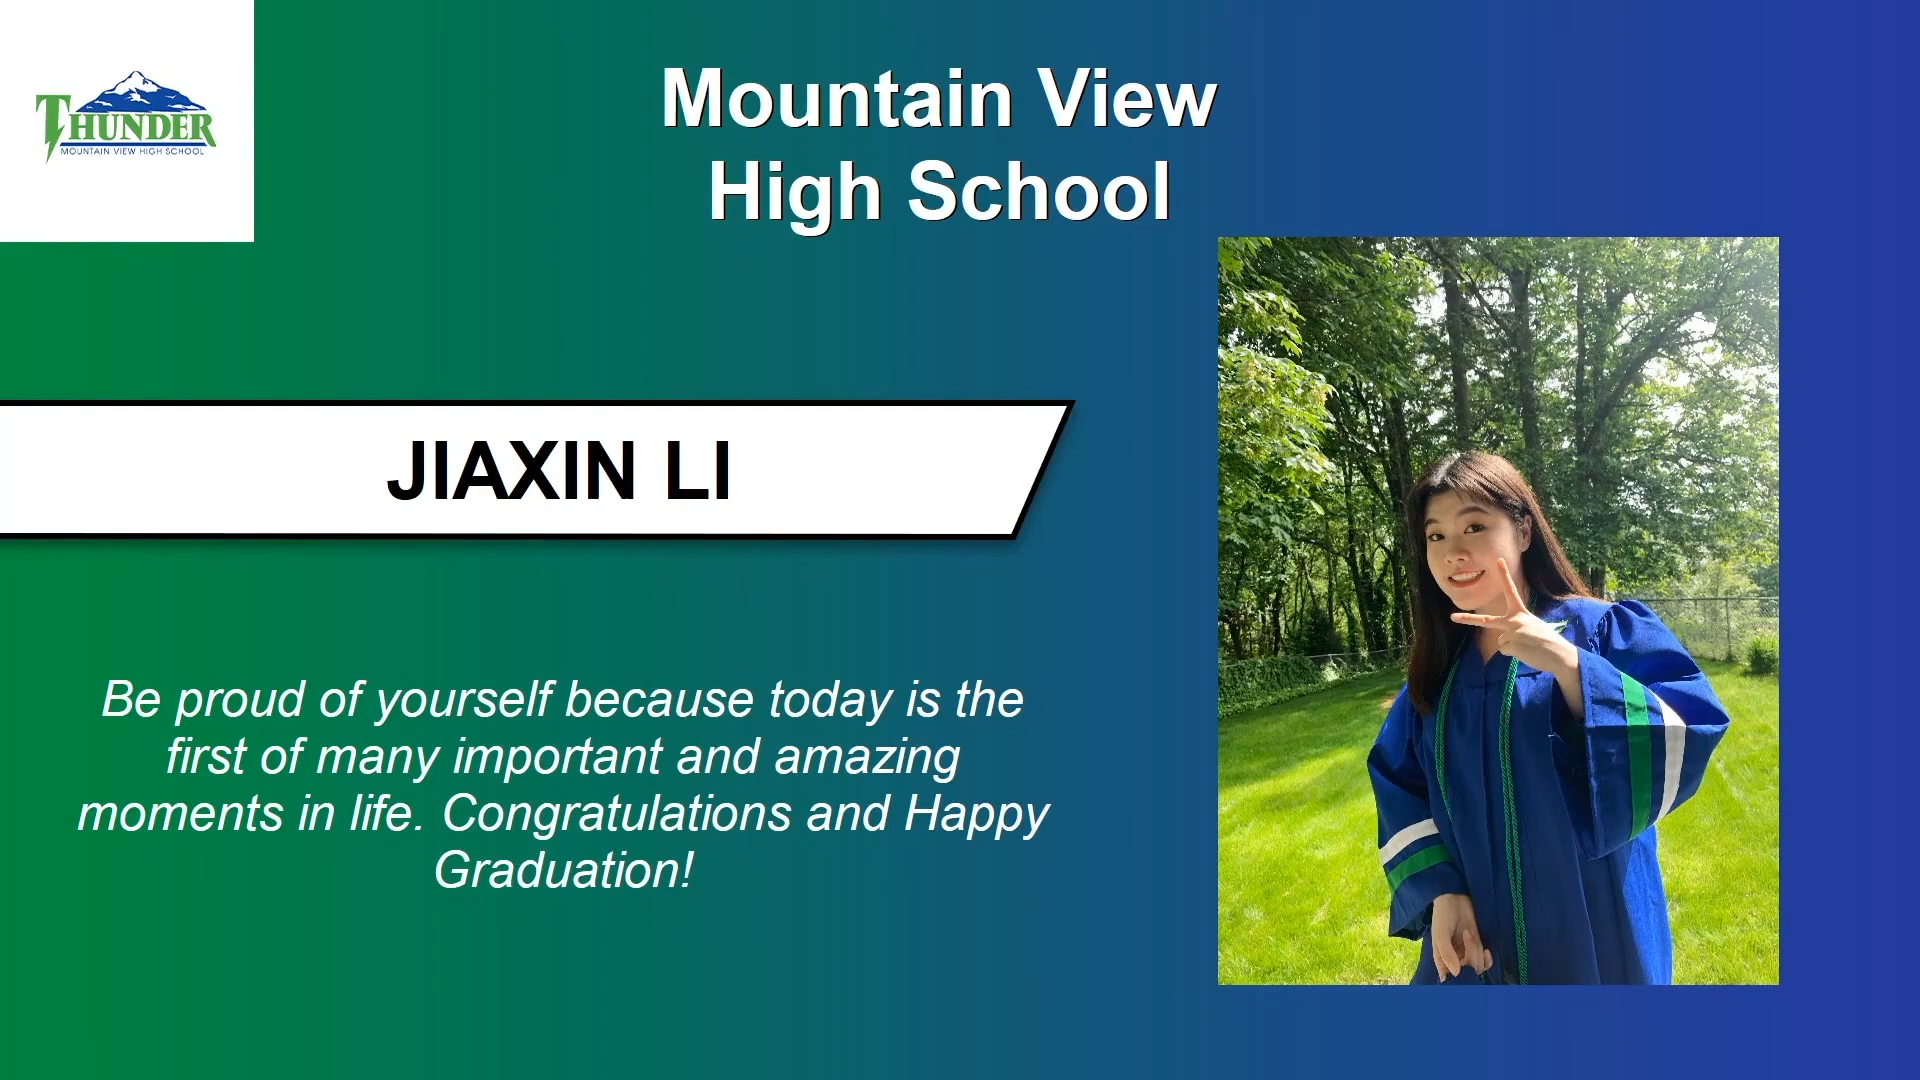 THUNDER
MOUNTAIN VIEW HIGH SCHOOL
Mountain View
High School
JIAXIN LI
Be proud of yourself because today is the
first of many important and amazing
moments in life. Congratulations and Happy
Graduation!